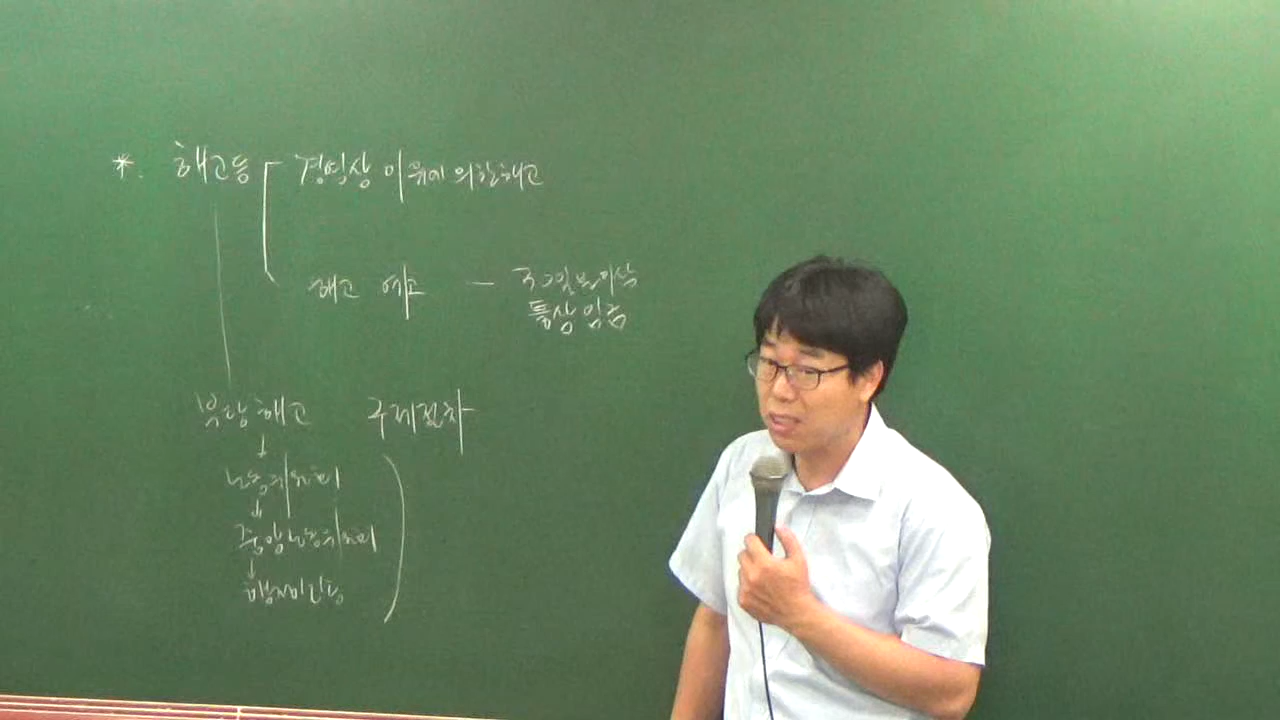 *. 해고등 경영상 이유에 의한 해고
해고 예고 - 30일분 이상
통상임금
부당해고 구제절차
↓
노동위원회
↓
중앙노동위원회
↓
행정소송